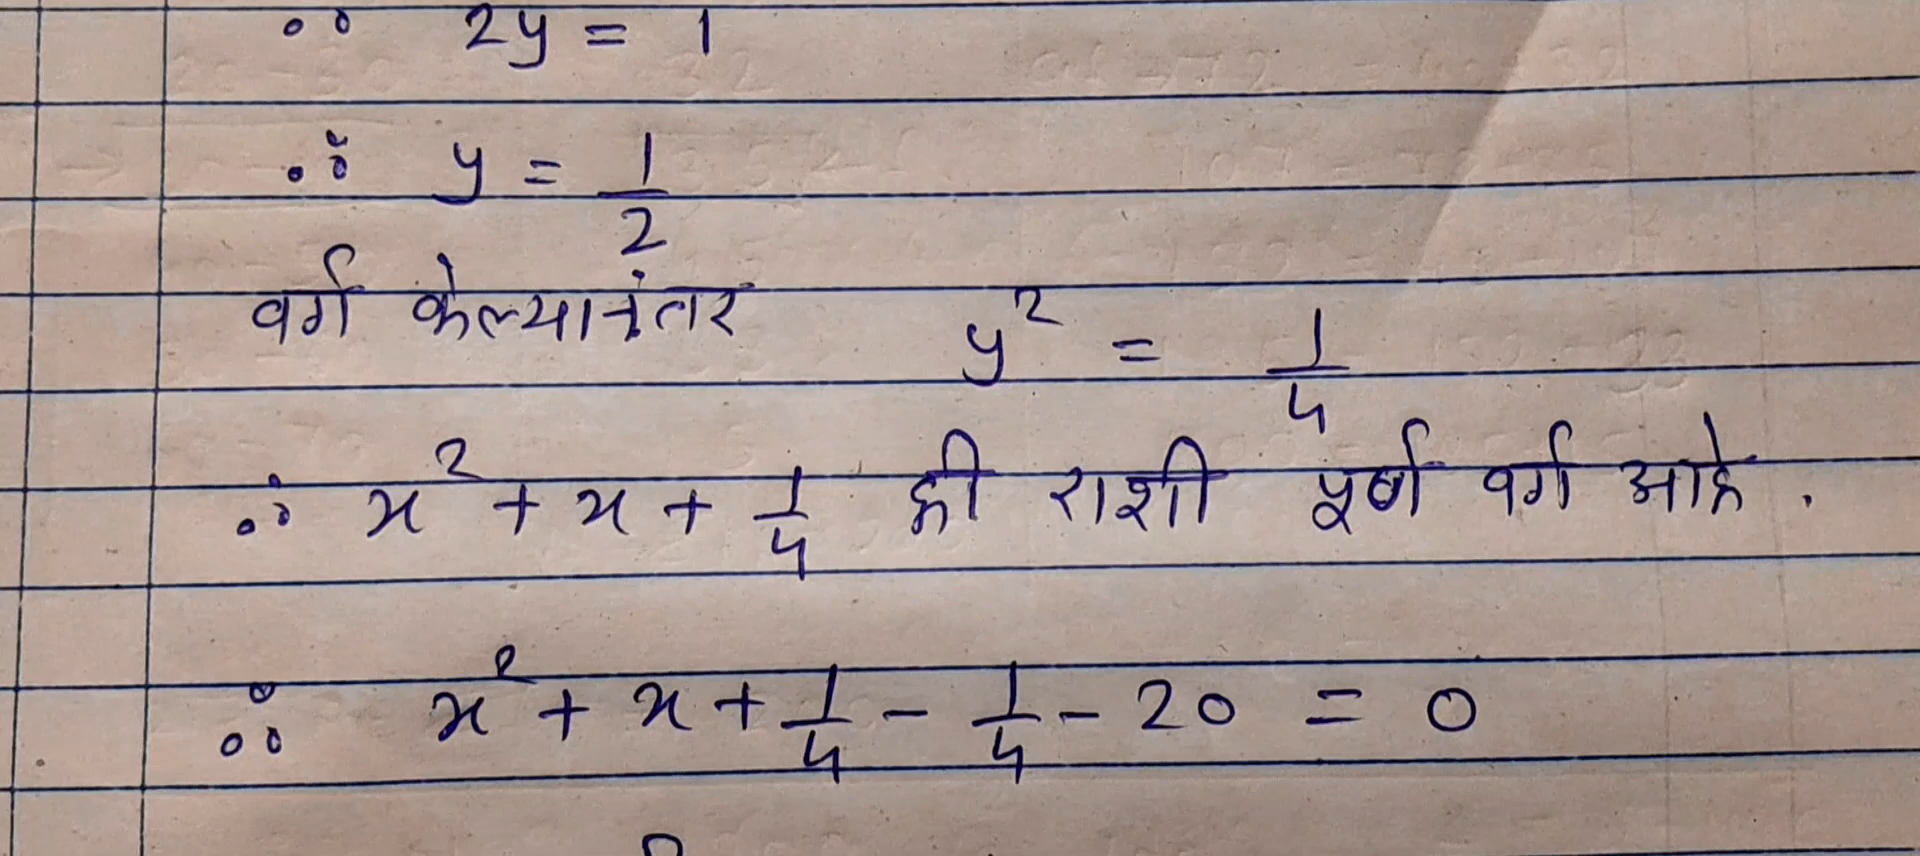 ∴ 2y = 1
∴ y = 1/2
वर्ग केल्यानंतर y² = 1/4
∴ x² + x + 1/4 ही राशी पूर्ण वर्ग आहे.
∴ x² + x + 1/4 - 1/4 - 20 = 0